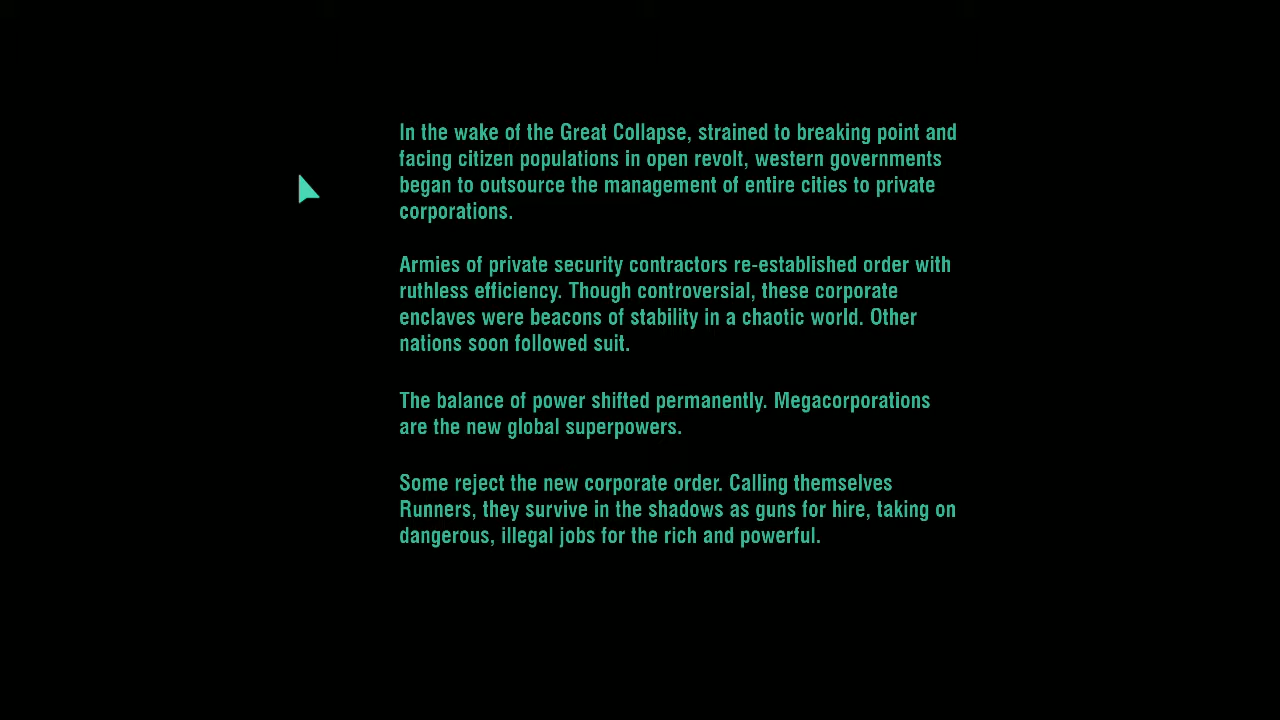 In the wake of the Great Collapse, strained to breaking point and
facing citizen populations in open revolt, western governments
began to outsource the management of entire cities to private
corporations.
Armies of private security contractors re-established order with
ruthless efficiency. Though controversial, these corporate
enclaves were beacons of stability in a chaotic world. Other
nations soon followed suit.
The balance of power shifted permanently. Megacorporations
are the new global superpowers.
Some reject the new corporate order. Calling themselves
Runners, they survive in the shadows as guns for hire, taking on
dangerous, illegal jobs for the rich and powerful.